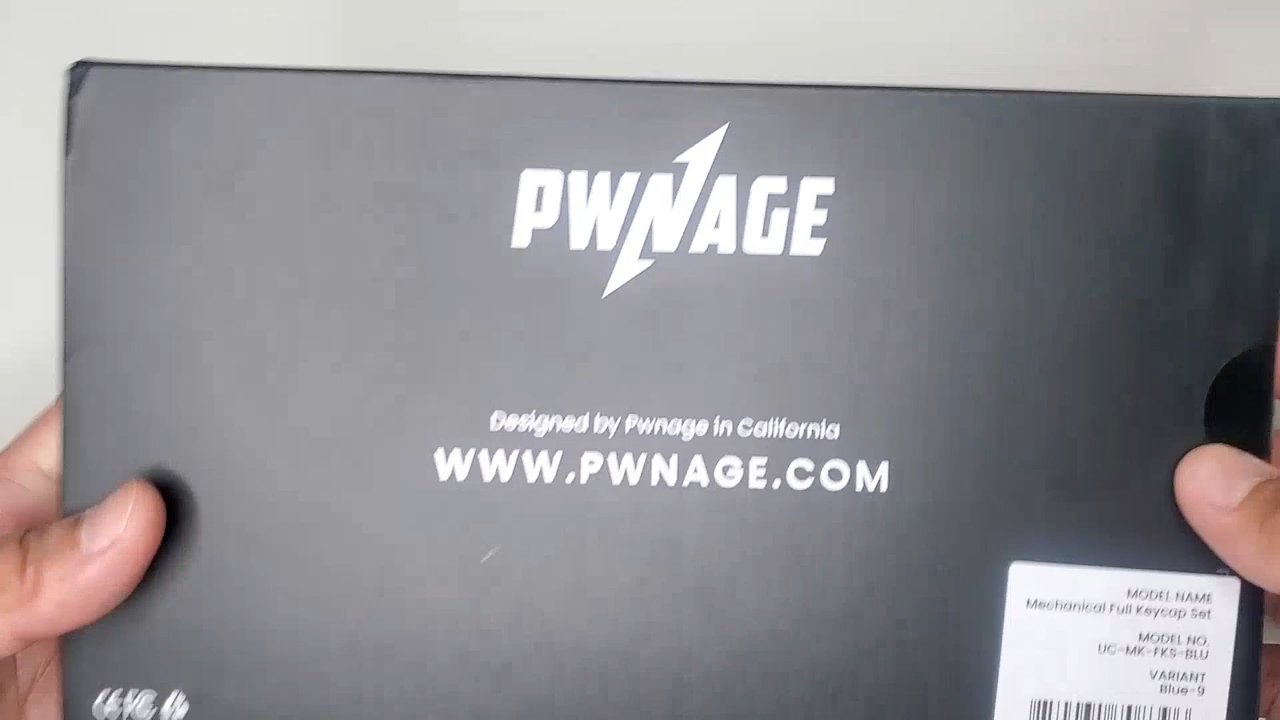 PWNAGE
Designed by Pwnage in California
WWW.PWNAGE.COM
MODEL NAME
Mechanical Full Keycap Set
MODEL NO.
UC-MK-FKS-BLU
VARIANT
Blue-9